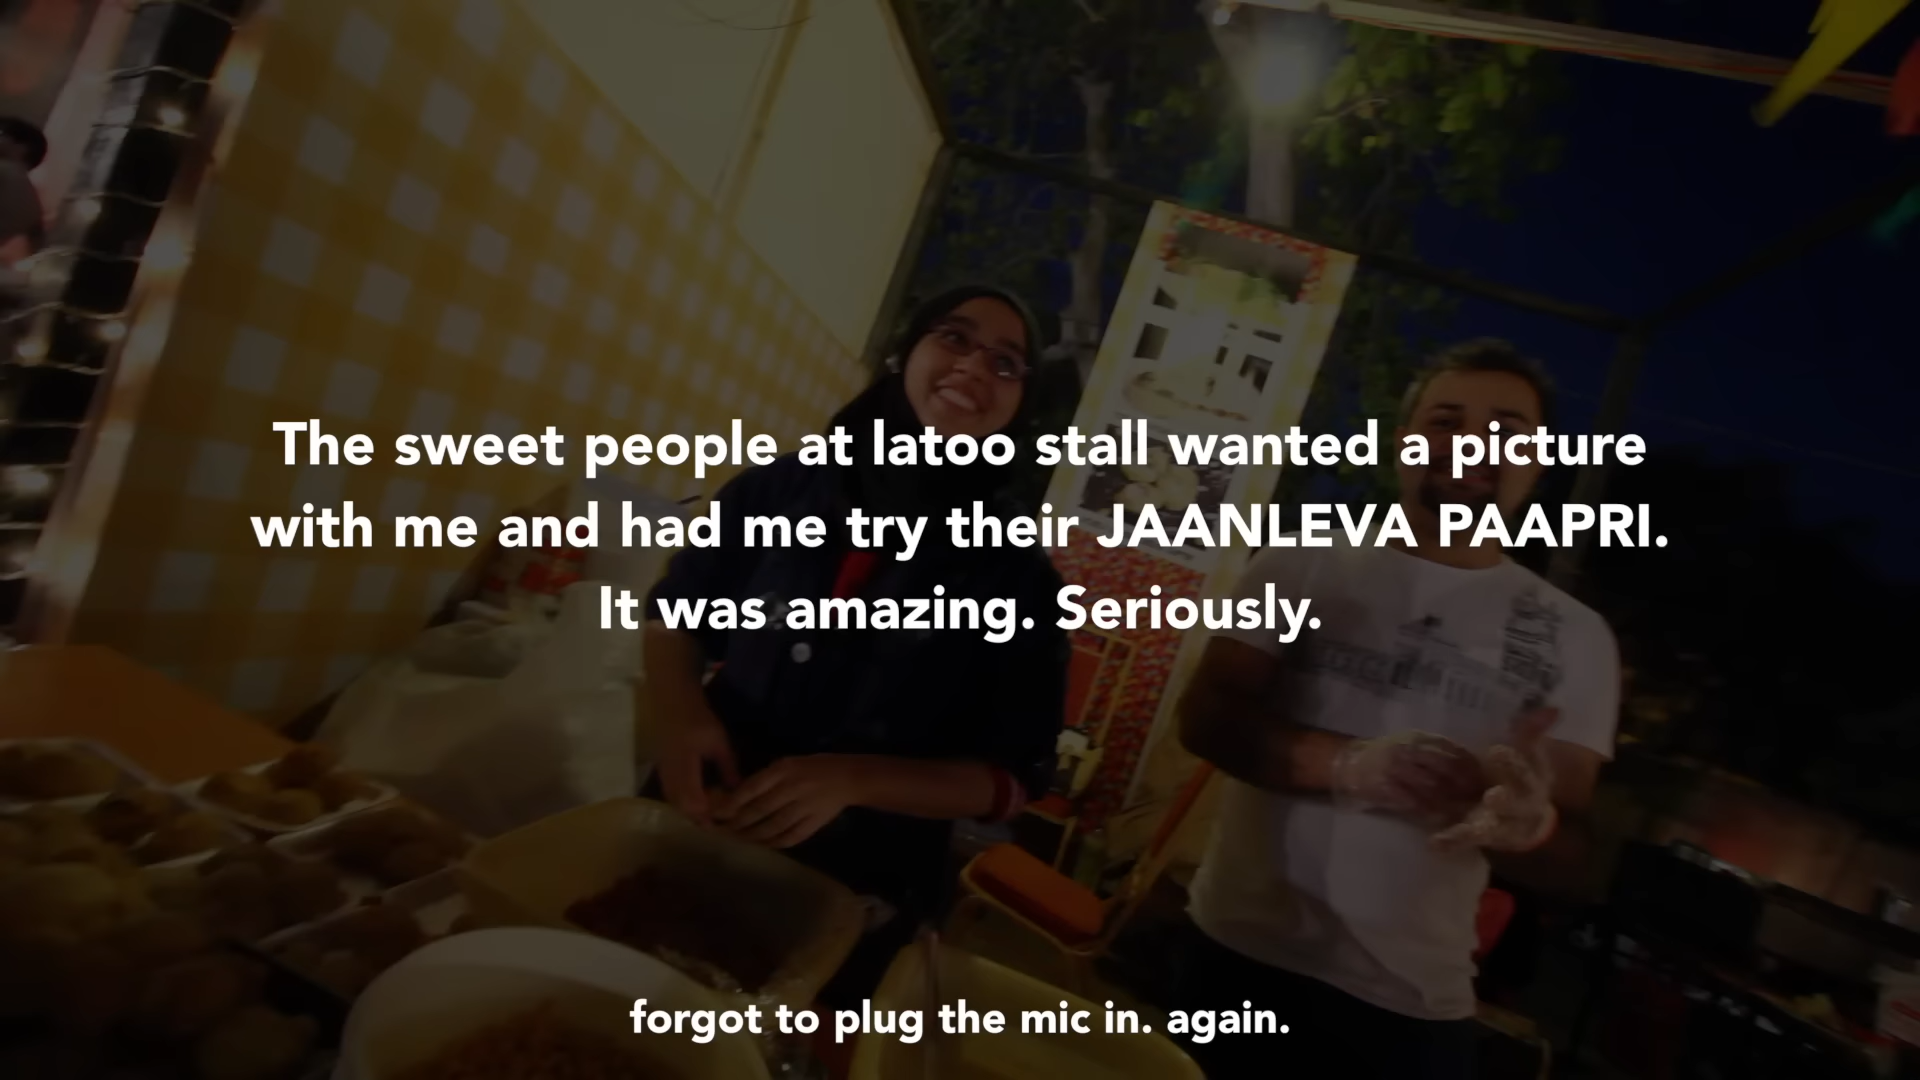 The sweet people at latoo stall wanted a picture
with me and had me try their JAANLEVA PAAPRI.
It was amazing. Seriously.
forgot to plug the mic in. again.